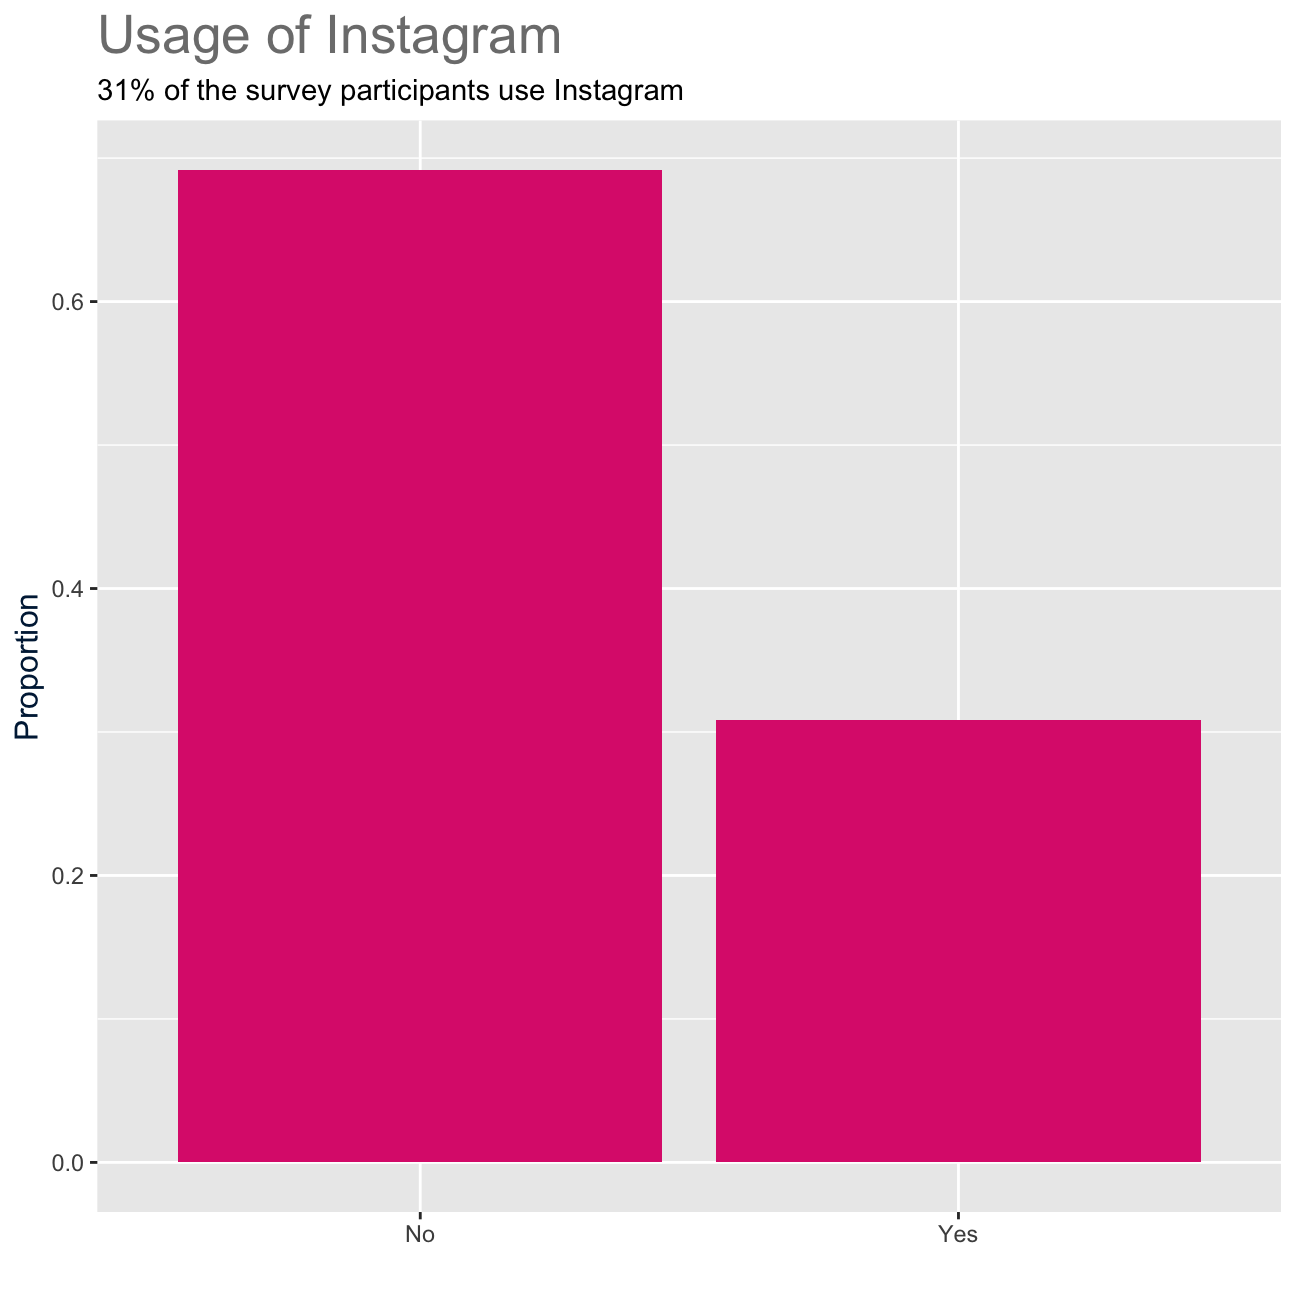 Usage of Instagram
31% of the survey participants use Instagram
0.6
0.4
Proportion
0.2
0.0
No
Yes